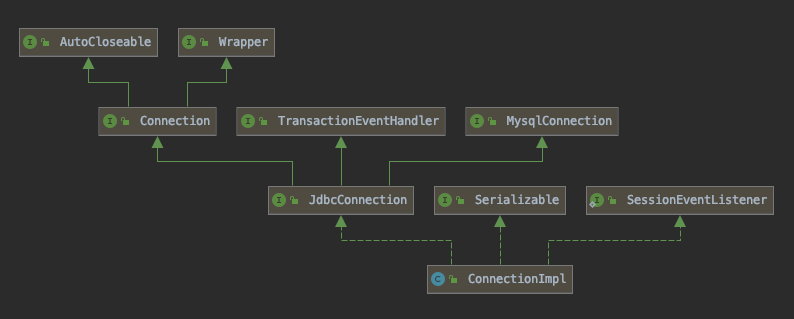 AutoCloseable
Wrapper
Connection
TransactionEventHandler
MysqlConnection
JdbcConnection
Serializable
SessionEventListener
ConnectionImpl